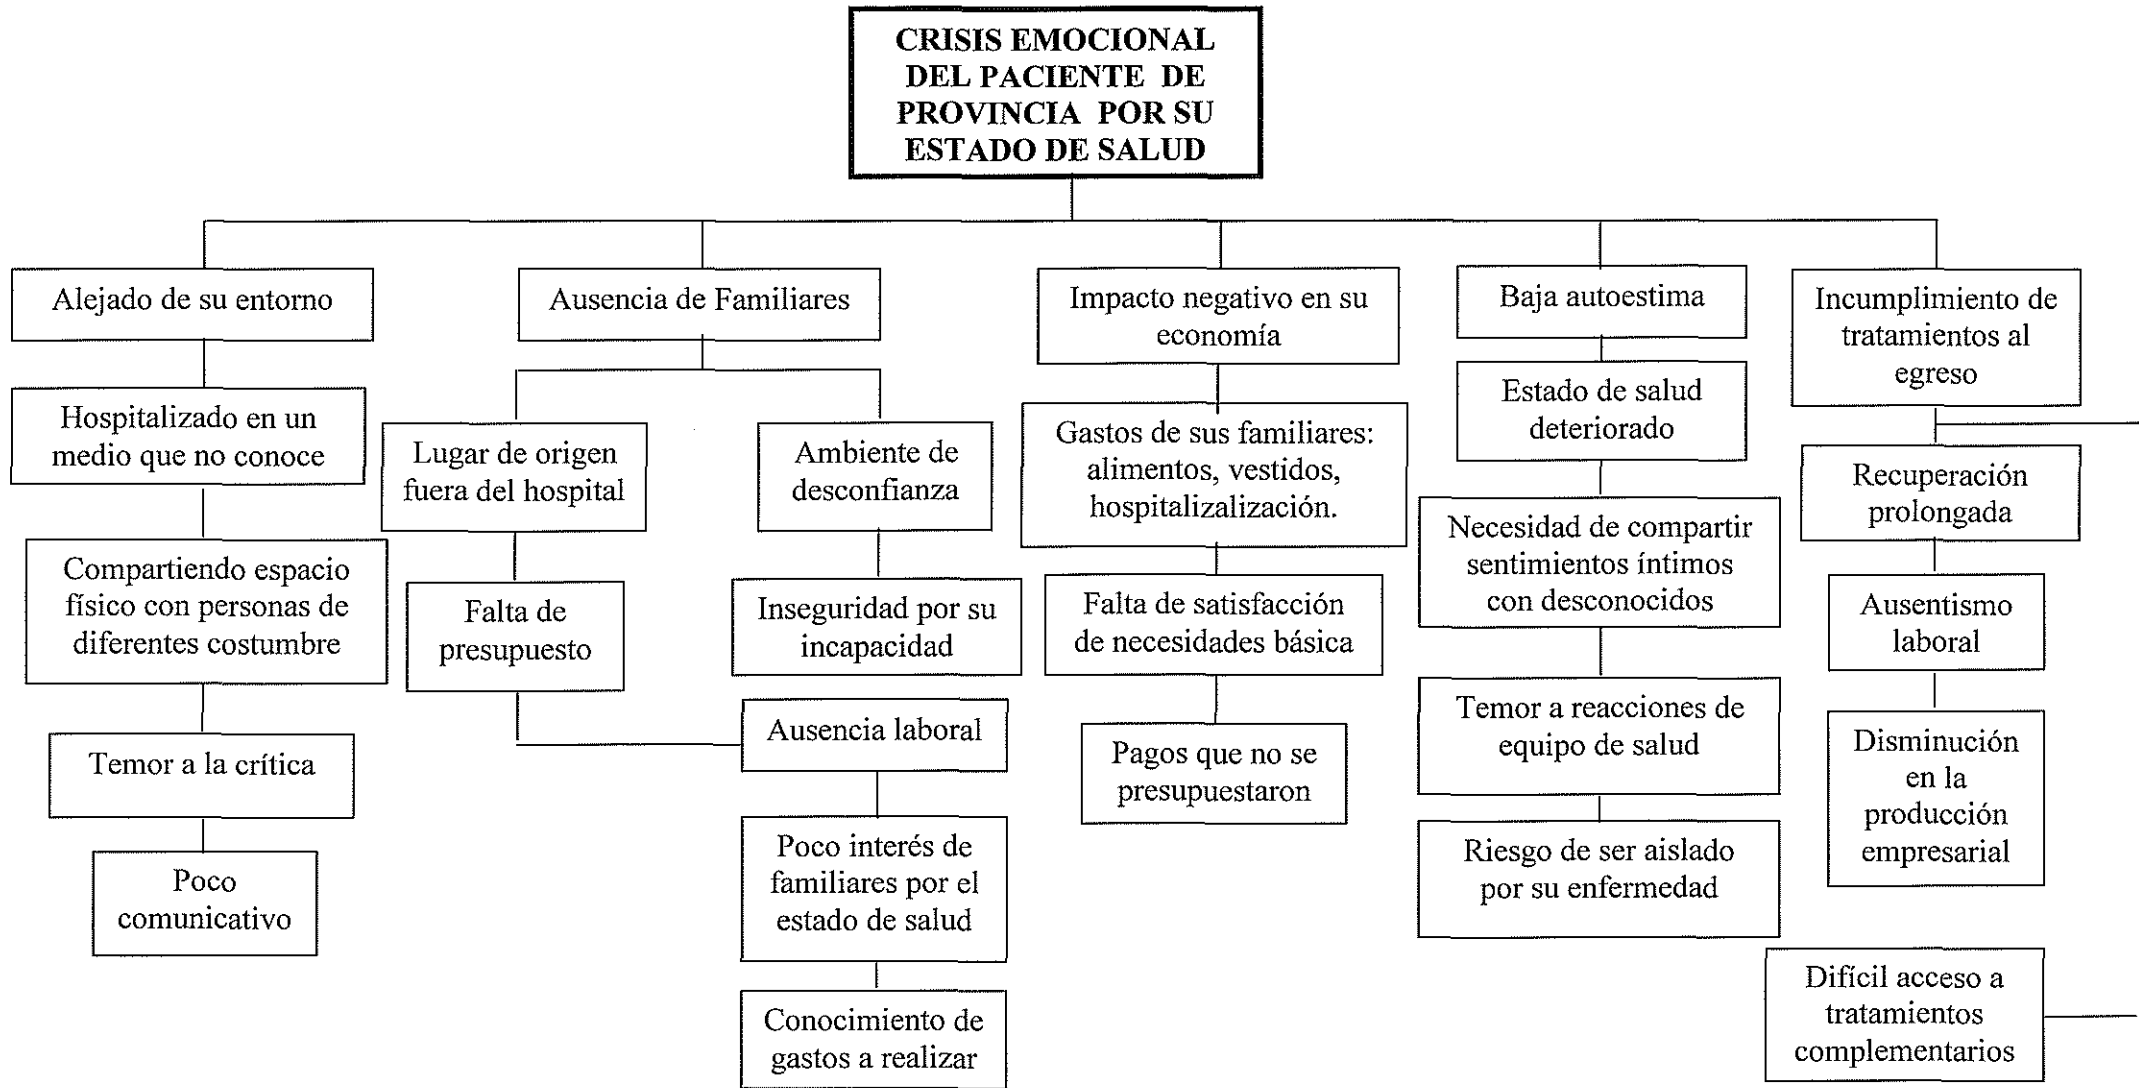 CRISIS EMOCIONAL
DEL PACIENTE DE
PROVINCIA POR SU
ESTADO DE SALUD
Alejado de su entorno
Hospitalizado en un
medio que no conoce
Compartiendo espacio
físico con personas de
diferentes costumbre
Temor a la crítica
Poco
comunicativo
Ausencia de Familiares
Lugar de origen
fuera del hospital
Falta de
presupuesto
Ambiente de
desconfianza
Inseguridad por su
incapacidad
Ausencia laboral
Poco interés de
familiares por el
estado de salud
Conocimiento de
gastos a realizar
Impacto negativo en su
economía
Gastos de sus familiares:
alimentos, vestidos,
hospitalizalización.
Falta de satisfacción
de necesidades básica
Pagos que no se
presupuestaron
Baja autoestima
Estado de salud
deteriorado
Necesidad de compartir
sentimientos íntimos
con desconocidos
Temor a reacciones de
equipo de salud
Riesgo de ser aislado
por su enfermedad
Incumplimiento de
tratamientos al
egreso
Recuperación
prolongada
Ausentismo
laboral
Disminución
en la
producción
empresarial
Difícil acceso a
tratamientos
complementarios